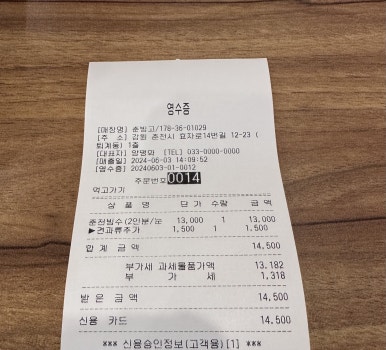 영수증
[매장명] 춘빙고/178-36-01029
[주 소] 강원 춘천시 효자로14번길 12-23 (
퇴계동) 1층
[대표자] [TEL] 033-0000-0000
[매출일] 2024-06-03 14:09:52
[영수증] 20240603-01-0012
주문번호 0014
먹고가기
상 품 명 단 가 수량 금 액
춘천빙수(2인분/눈 13,000 1 13,000
▶견과류추가 1,500 1 1,500
합 계 금 액 14,500
부가세 과세물품가액 13,182
부 가 세 1,318
받 은 금 액 14,500
신용 카드 14,500
*** 신용승인정보(고객용)[1] ***